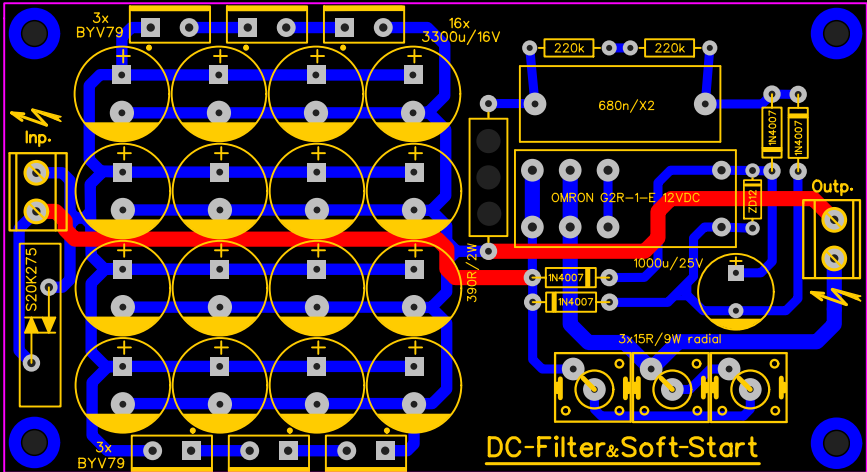 3x
BYV79
16x
3300u/16V
220k
220k
680n/X2
1N4007
1N4007
Inp.
OMRON G2R-1-E 12VDC
ZD12
Outp.
S20K275
390R/2W
1000u/25V
1N4007
1N4007
3x15R/9W radial
3x
BYV79
DC-Filter&Soft-Start